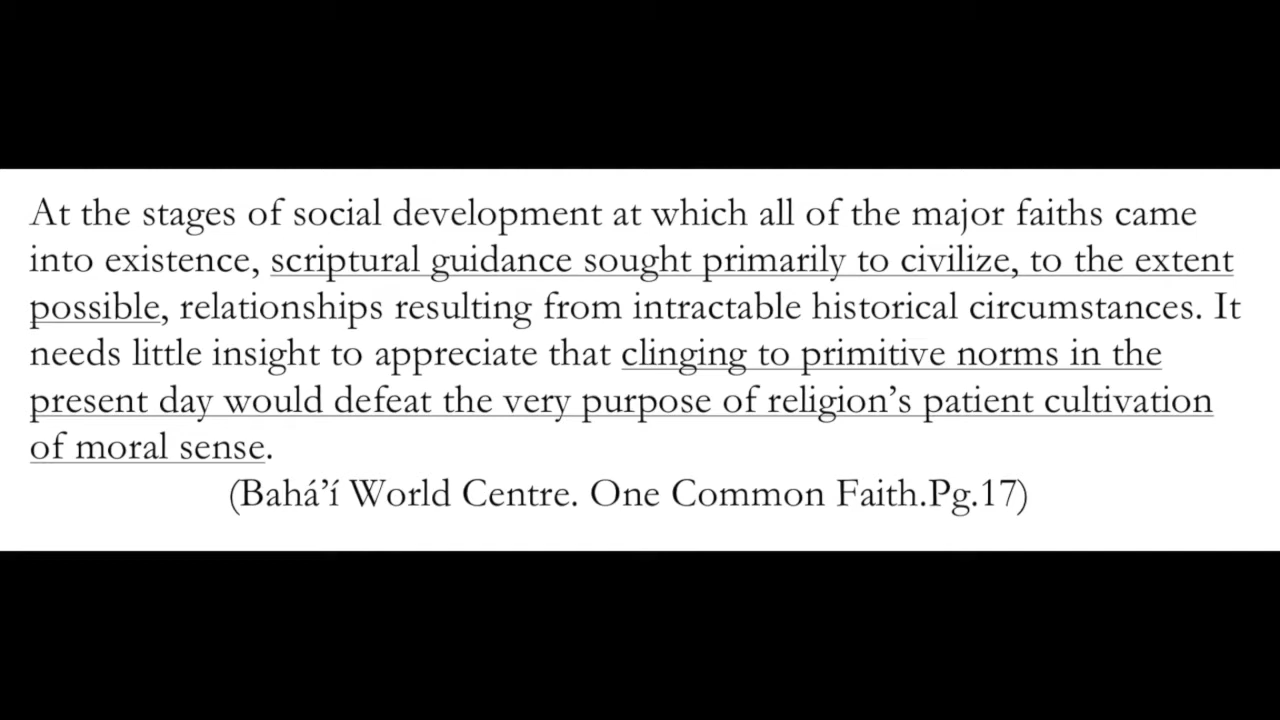 At the stages of social development at which all of the major faiths came
into existence, scriptural guidance sought primarily to civilize, to the extent
possible, relationships resulting from intractable historical circumstances. It
needs little insight to appreciate that clinging to primitive norms in the
present day would defeat the very purpose of religion’s patient cultivation
of moral sense.
(Bahá’í World Centre. One Common Faith.Pg.17)